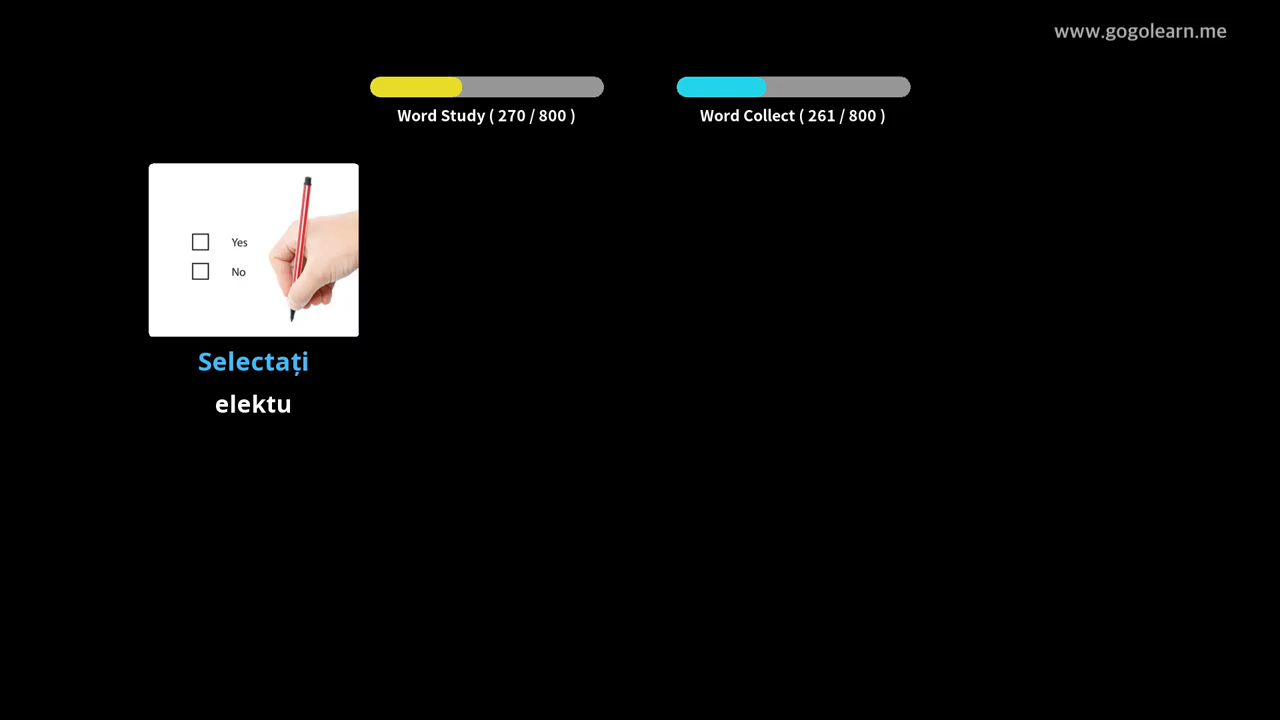 www.gogolearn.me
Word Study ( 270 / 800 )
Word Collect ( 261 / 800 )
Yes
No
Selectați
elektu